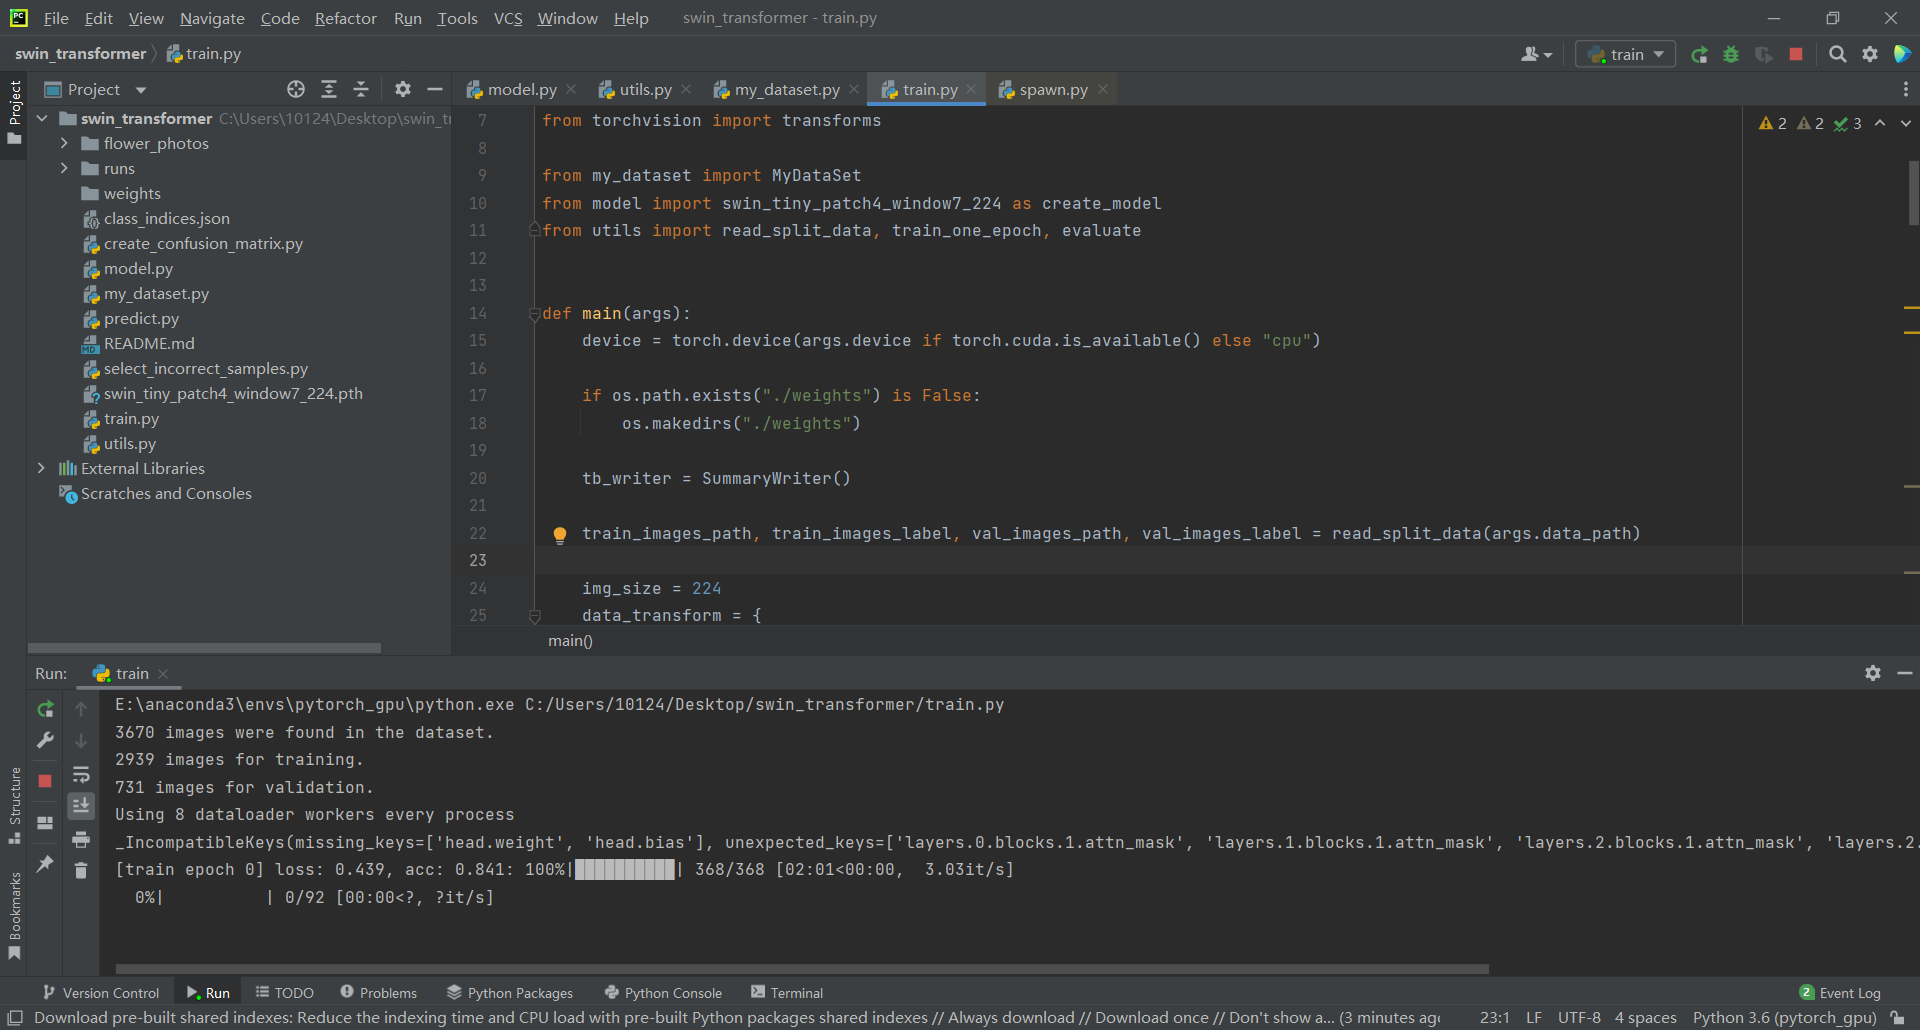 File Edit View Navigate Code Refactor Run Tools VCS Window Help swin_transformer - train.py
swin_transformer train.py
train
Project
Project
model.py
utils.py
my_dataset.py
train.py
spawn.py
swin_transformer C:\Users\10124\Desktop\swin_tr
flower_photos
runs
weights
class_indices.json
create_confusion_matrix.py
model.py
my_dataset.py
predict.py
README.md
select_incorrect_samples.py
swin_tiny_patch4_window7_224.pth
train.py
utils.py
External Libraries
Scratches and Consoles
2 2 3
7 from torchvision import transforms
8
9 from my_dataset import MyDataSet
10 from model import swin_tiny_patch4_window7_224 as create_model
11 from utils import read_split_data, train_one_epoch, evaluate
12
13
14 def main(args):
15 device = torch.device(args.device if torch.cuda.is_available() else "cpu")
16
17 if os.path.exists("./weights") is False:
18 os.makedirs("./weights")
19
20 tb_writer = SummaryWriter()
21
22 train_images_path, train_images_label, val_images_path, val_images_label = read_split_data(args.data_path)
23
24 img_size = 224
25 data_transform = {
main()
Run: train
E:\anaconda3\envs\pytorch_gpu\python.exe C:/Users/10124/Desktop/swin_transformer/train.py
3670 images were found in the dataset.
2939 images for training.
731 images for validation.
Using 8 dataloader workers every process
_IncompatibleKeys(missing_keys=['head.weight', 'head.bias'], unexpected_keys=['layers.0.blocks.1.attn_mask', 'layers.1.blocks.1.attn_mask', 'layers.2.blocks.1.attn_mask', 'layers.2.
[train epoch 0] loss: 0.439, acc: 0.841: 100%|██████████| 368/368 [02:01<00:00, 3.03it/s]
0%| | 0/92 [00:00<?, ?it/s]
Structure
Bookmarks
Version Control Run TODO Problems Python Packages Python Console Terminal 2 Event Log
Download pre-built shared indexes: Reduce the indexing time and CPU load with pre-built Python packages shared indexes // Always download // Download once // Don't show a... (3 minutes ago 23:1 LF UTF-8 4 spaces Python 3.6 (pytorch_gpu)